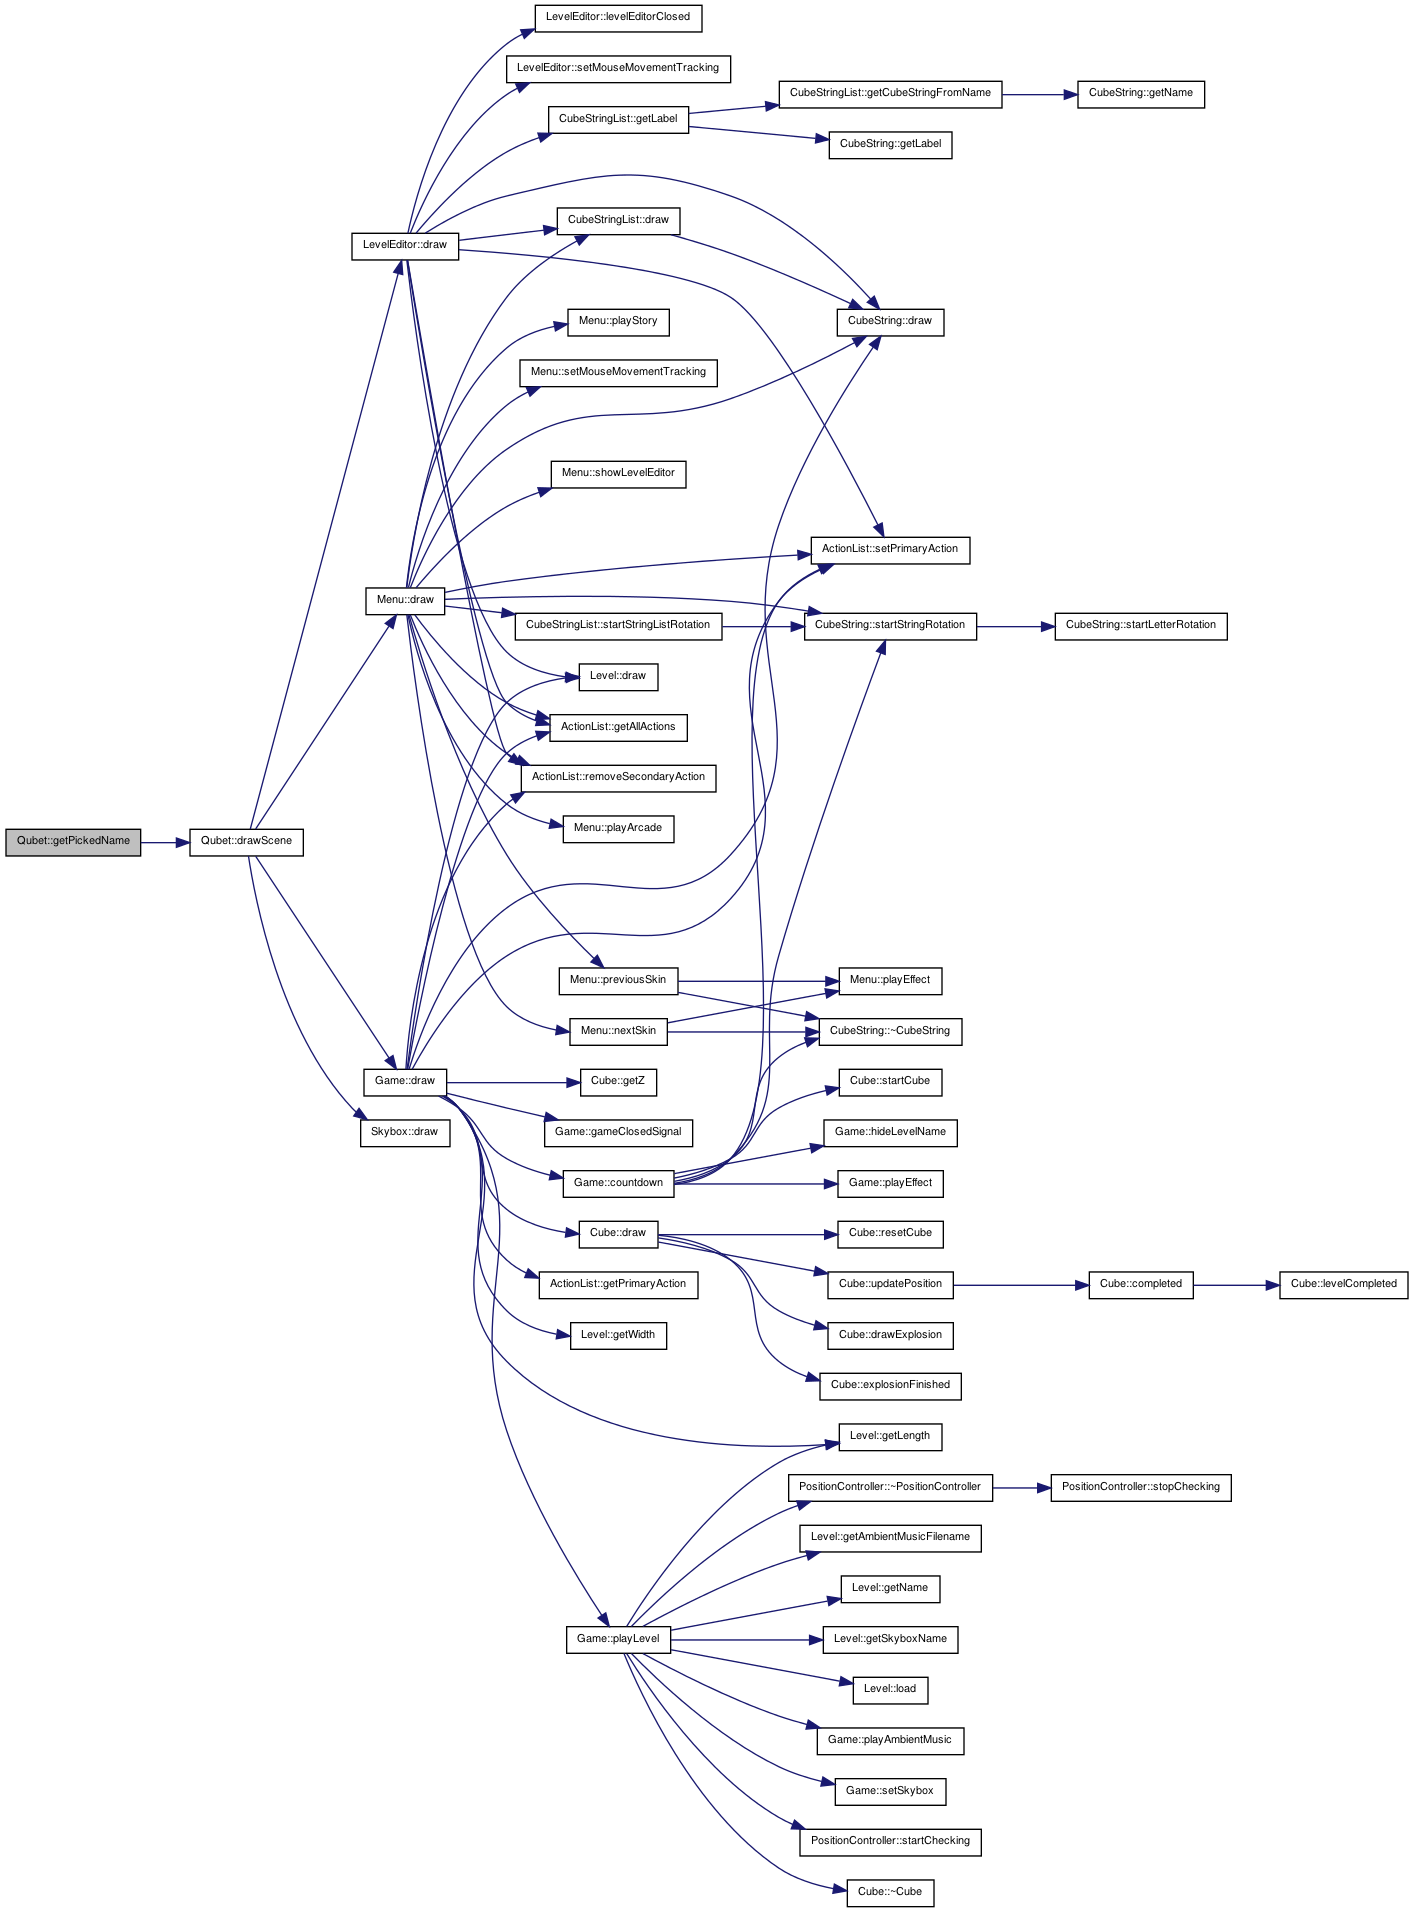 LevelEditor::levelEditorClosed
LevelEditor::setMouseMovementTracking
CubeStringList::getCubeStringFromName
CubeString::getName
CubeStringList::getLabel
CubeString::getLabel
CubeStringList::draw
LevelEditor::draw
Menu::playStory
CubeString::draw
Menu::setMouseMovementTracking
Menu::showLevelEditor
ActionList::setPrimaryAction
Menu::draw
CubeStringList::startStringListRotation
CubeString::startStringRotation
CubeString::startLetterRotation
Level::draw
ActionList::getAllActions
ActionList::removeSecondaryAction
Menu::playArcade
Qubet::getPickedName
Qubet::drawScene
Menu::previousSkin
Menu::playEffect
Menu::nextSkin
CubeString::~CubeString
Game::draw
Cube::getZ
Cube::startCube
Skybox::draw
Game::gameClosedSignal
Game::hideLevelName
Game::countdown
Game::playEffect
Cube::draw
Cube::resetCube
ActionList::getPrimaryAction
Cube::updatePosition
Cube::completed
Cube::levelCompleted
Level::getWidth
Cube::drawExplosion
Cube::explosionFinished
Level::getLength
PositionController::~PositionController
PositionController::stopChecking
Level::getAmbientMusicFilename
Level::getName
Game::playLevel
Level::getSkyboxName
Level::load
Game::playAmbientMusic
Game::setSkybox
PositionController::startChecking
Cube::~Cube